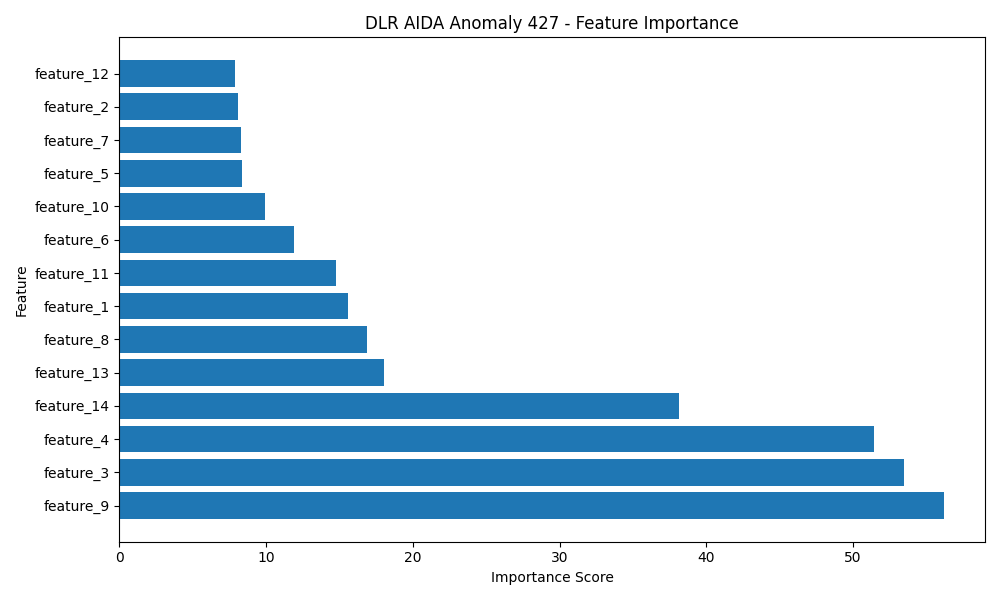 DLR AIDA Anomaly 427 - Feature Importance
feature_12
feature_2
feature_7
feature_5
feature_10
feature_6
feature_11
feature_1
feature_8
feature_13
feature_14
feature_4
feature_3
feature_9
Feature
0 10 20 30 40 50
Importance Score